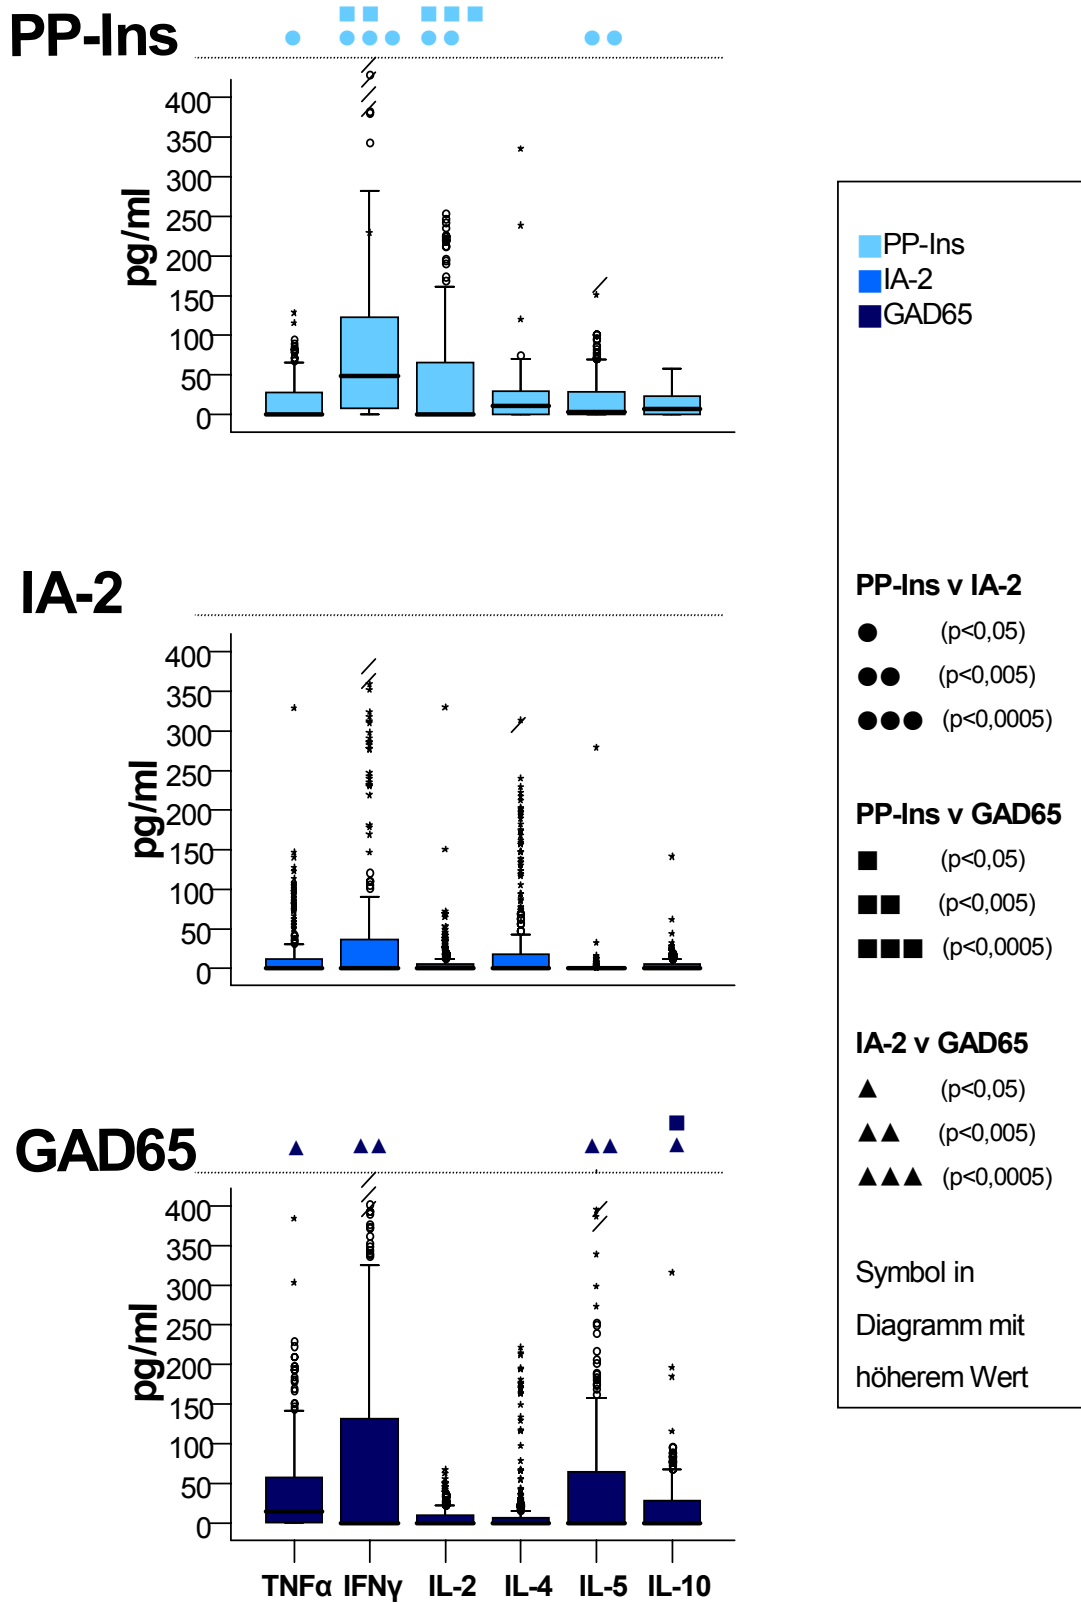 PP-Ins
400
350
300
250
200
150
100
50
0
pg/ml
IA-2
400
350
300
250
200
150
100
50
0
pg/ml
GAD65
400
350
300
250
200
150
100
50
0
pg/ml
TNFα IFNγ IL-2 IL-4 IL-5 IL-10
PP-Ins
IA-2
GAD65
PP-Ins v IA-2
(p<0,05)
(p<0,005)
(p<0,0005)
PP-Ins v GAD65
(p<0,05)
(p<0,005)
(p<0,0005)
IA-2 v GAD65
(p<0,05)
(p<0,005)
(p<0,0005)
Symbol in
Diagramm mit
höherem Wert